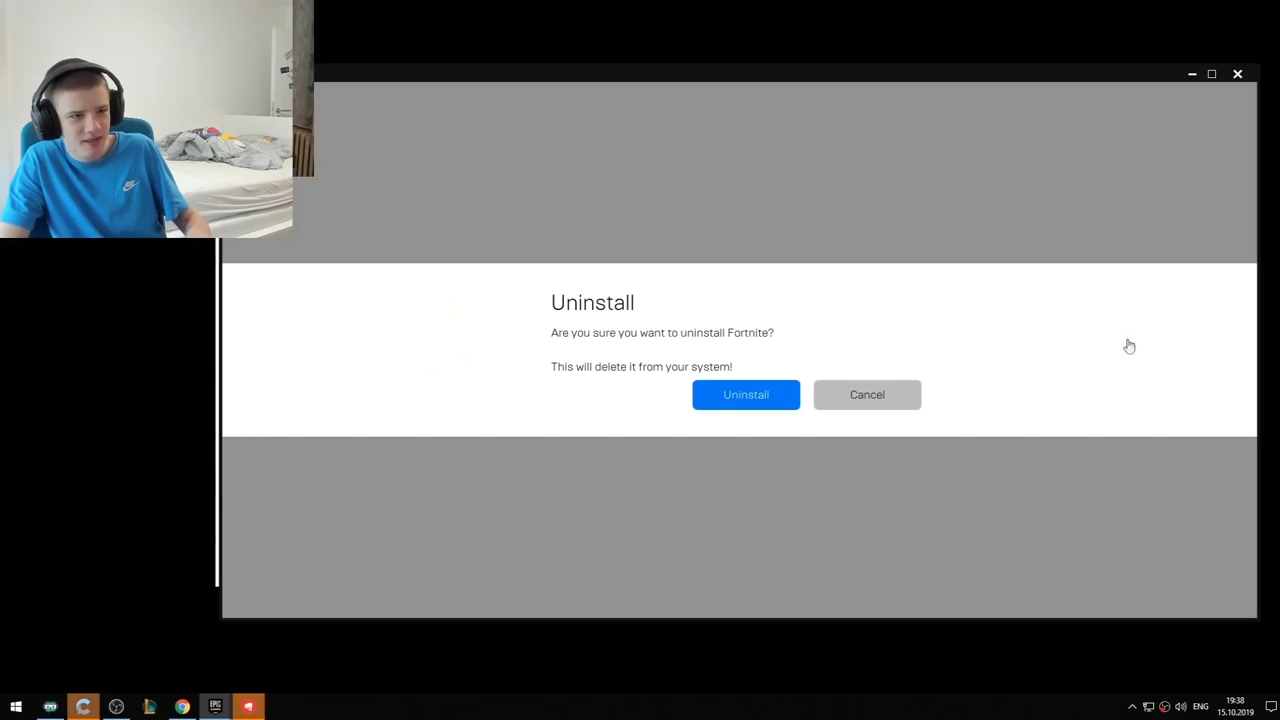 Uninstall
Are you sure you want to uninstall Fortnite?
This will delete it from your system!
Uninstall
Cancel
EPIC
ENG
19:38
15.10.2019